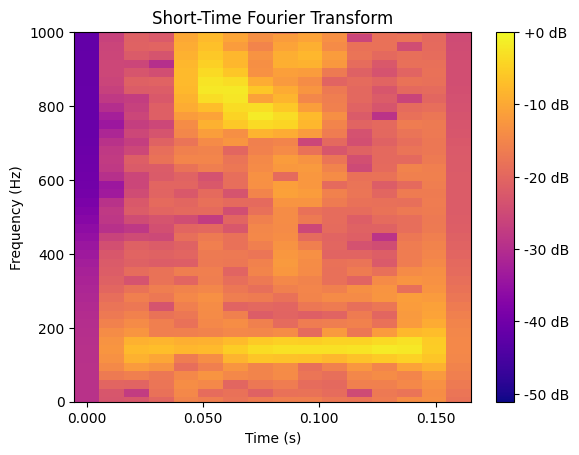 Short-Time Fourier Transform
1000
800
600
400
200
0
Frequency (Hz)
0.000
0.050
0.100
0.150
Time (s)
+0 dB
-10 dB
-20 dB
-30 dB
-40 dB
-50 dB